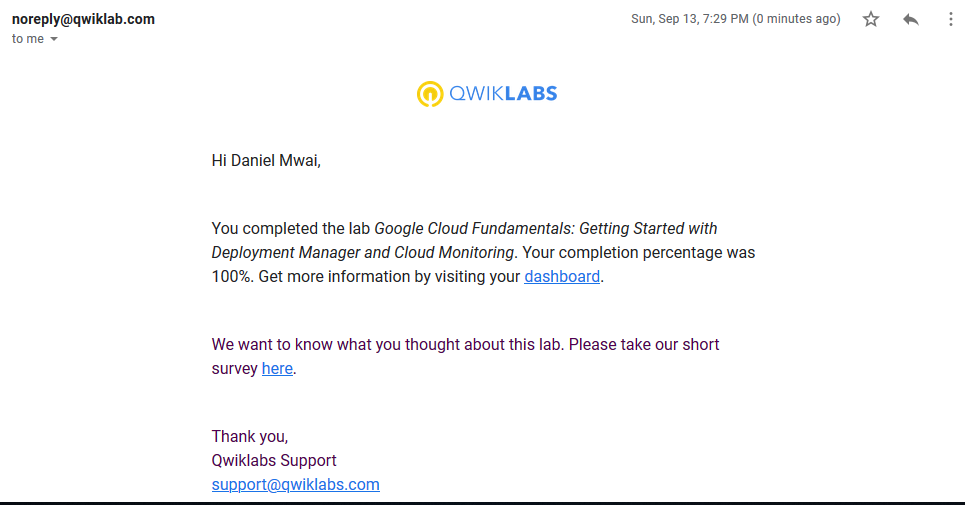 noreply@qwiklab.com
Sun, Sep 13, 7:29 PM (0 minutes ago)
to me
QWIKLABS
Hi Daniel Mwai,
You completed the lab Google Cloud Fundamentals: Getting Started with
Deployment Manager and Cloud Monitoring. Your completion percentage was
100%. Get more information by visiting your dashboard.
We want to know what you thought about this lab. Please take our short
survey here.
Thank you,
Qwiklabs Support
support@qwiklabs.com